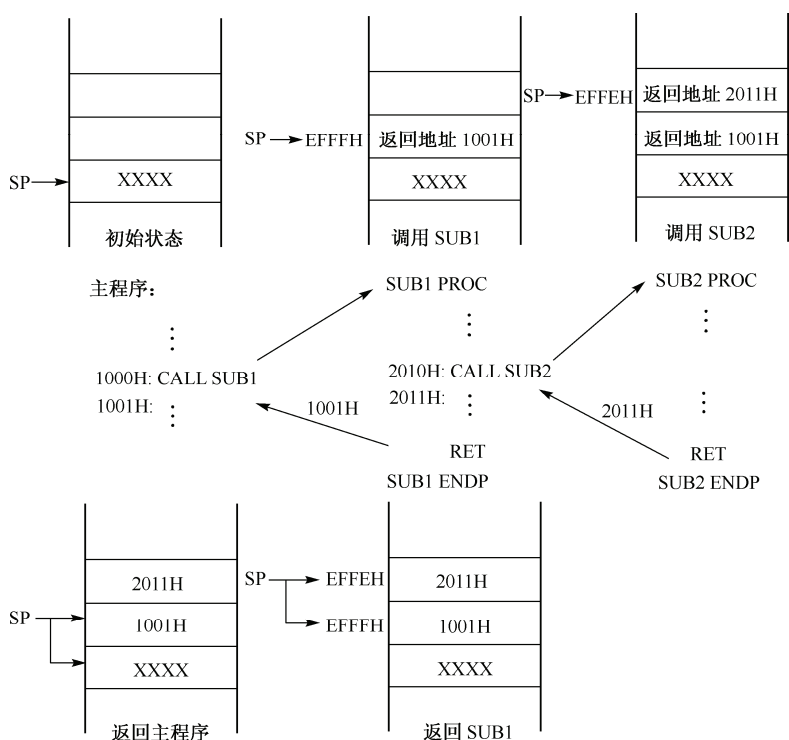 SP
XXXX
初始状态
SP
EFFFH
返回地址 1001H
XXXX
调用 SUB1
SP
EFFEH
返回地址 2011H
返回地址 1001H
XXXX
调用 SUB2
主程序：
⋮
1000H: CALL SUB1
1001H:
⋮
SUB1 PROC
⋮
2010H: CALL SUB2
2011H:
⋮
1001H
RET
SUB1 ENDP
SUB2 PROC
⋮
⋮
2011H
RET
SUB2 ENDP
SP
2011H
1001H
XXXX
返回主程序
SP
EFFEH
EFFFH
2011H
1001H
XXXX
返回 SUB1